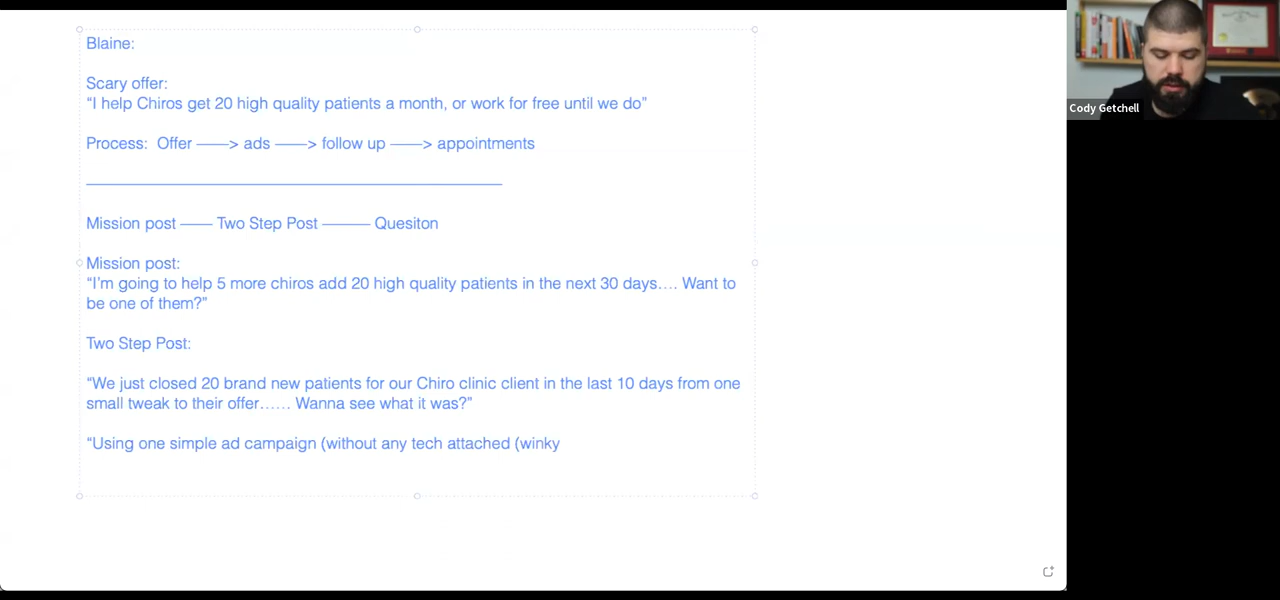 Blaine:
Scary offer:
“I help Chiros get 20 high quality patients a month, or work for free until we do”
Process:  Offer ——> ads ——> follow up ——> appointments
Mission post —— Two Step Post ——— Quesiton
Mission post:
“I’m going to help 5 more chiros add 20 high quality patients in the next 30 days…. Want to
be one of them?”
Two Step Post:
“We just closed 20 brand new patients for our Chiro clinic client in the last 10 days from one
small tweak to their offer…… Wanna see what it was?”
“Using one simple ad campaign (without any tech attached (winky
Cody Getchell